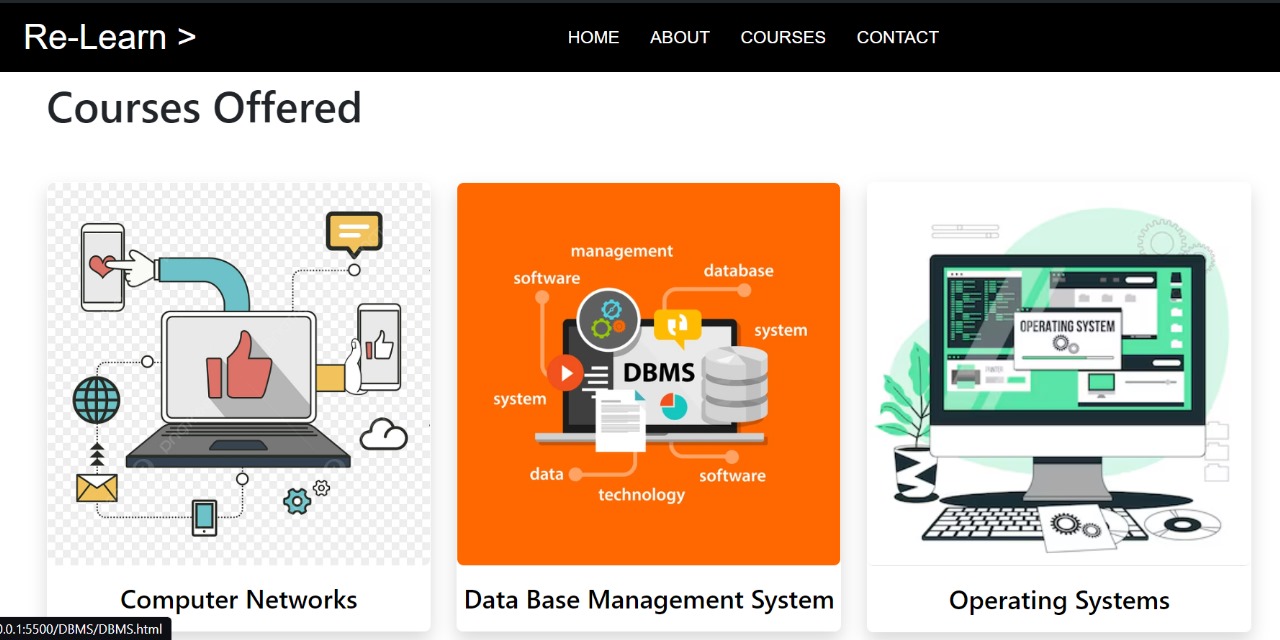 Re-Learn >
HOME ABOUT COURSES CONTACT
Courses Offered
management
software
database
system
DBMS
system
data
software
technology
OPERATING SYSTEM
Computer Networks
Data Base Management System
Operating Systems
0.0.1:5500/DBMS/DBMS.html